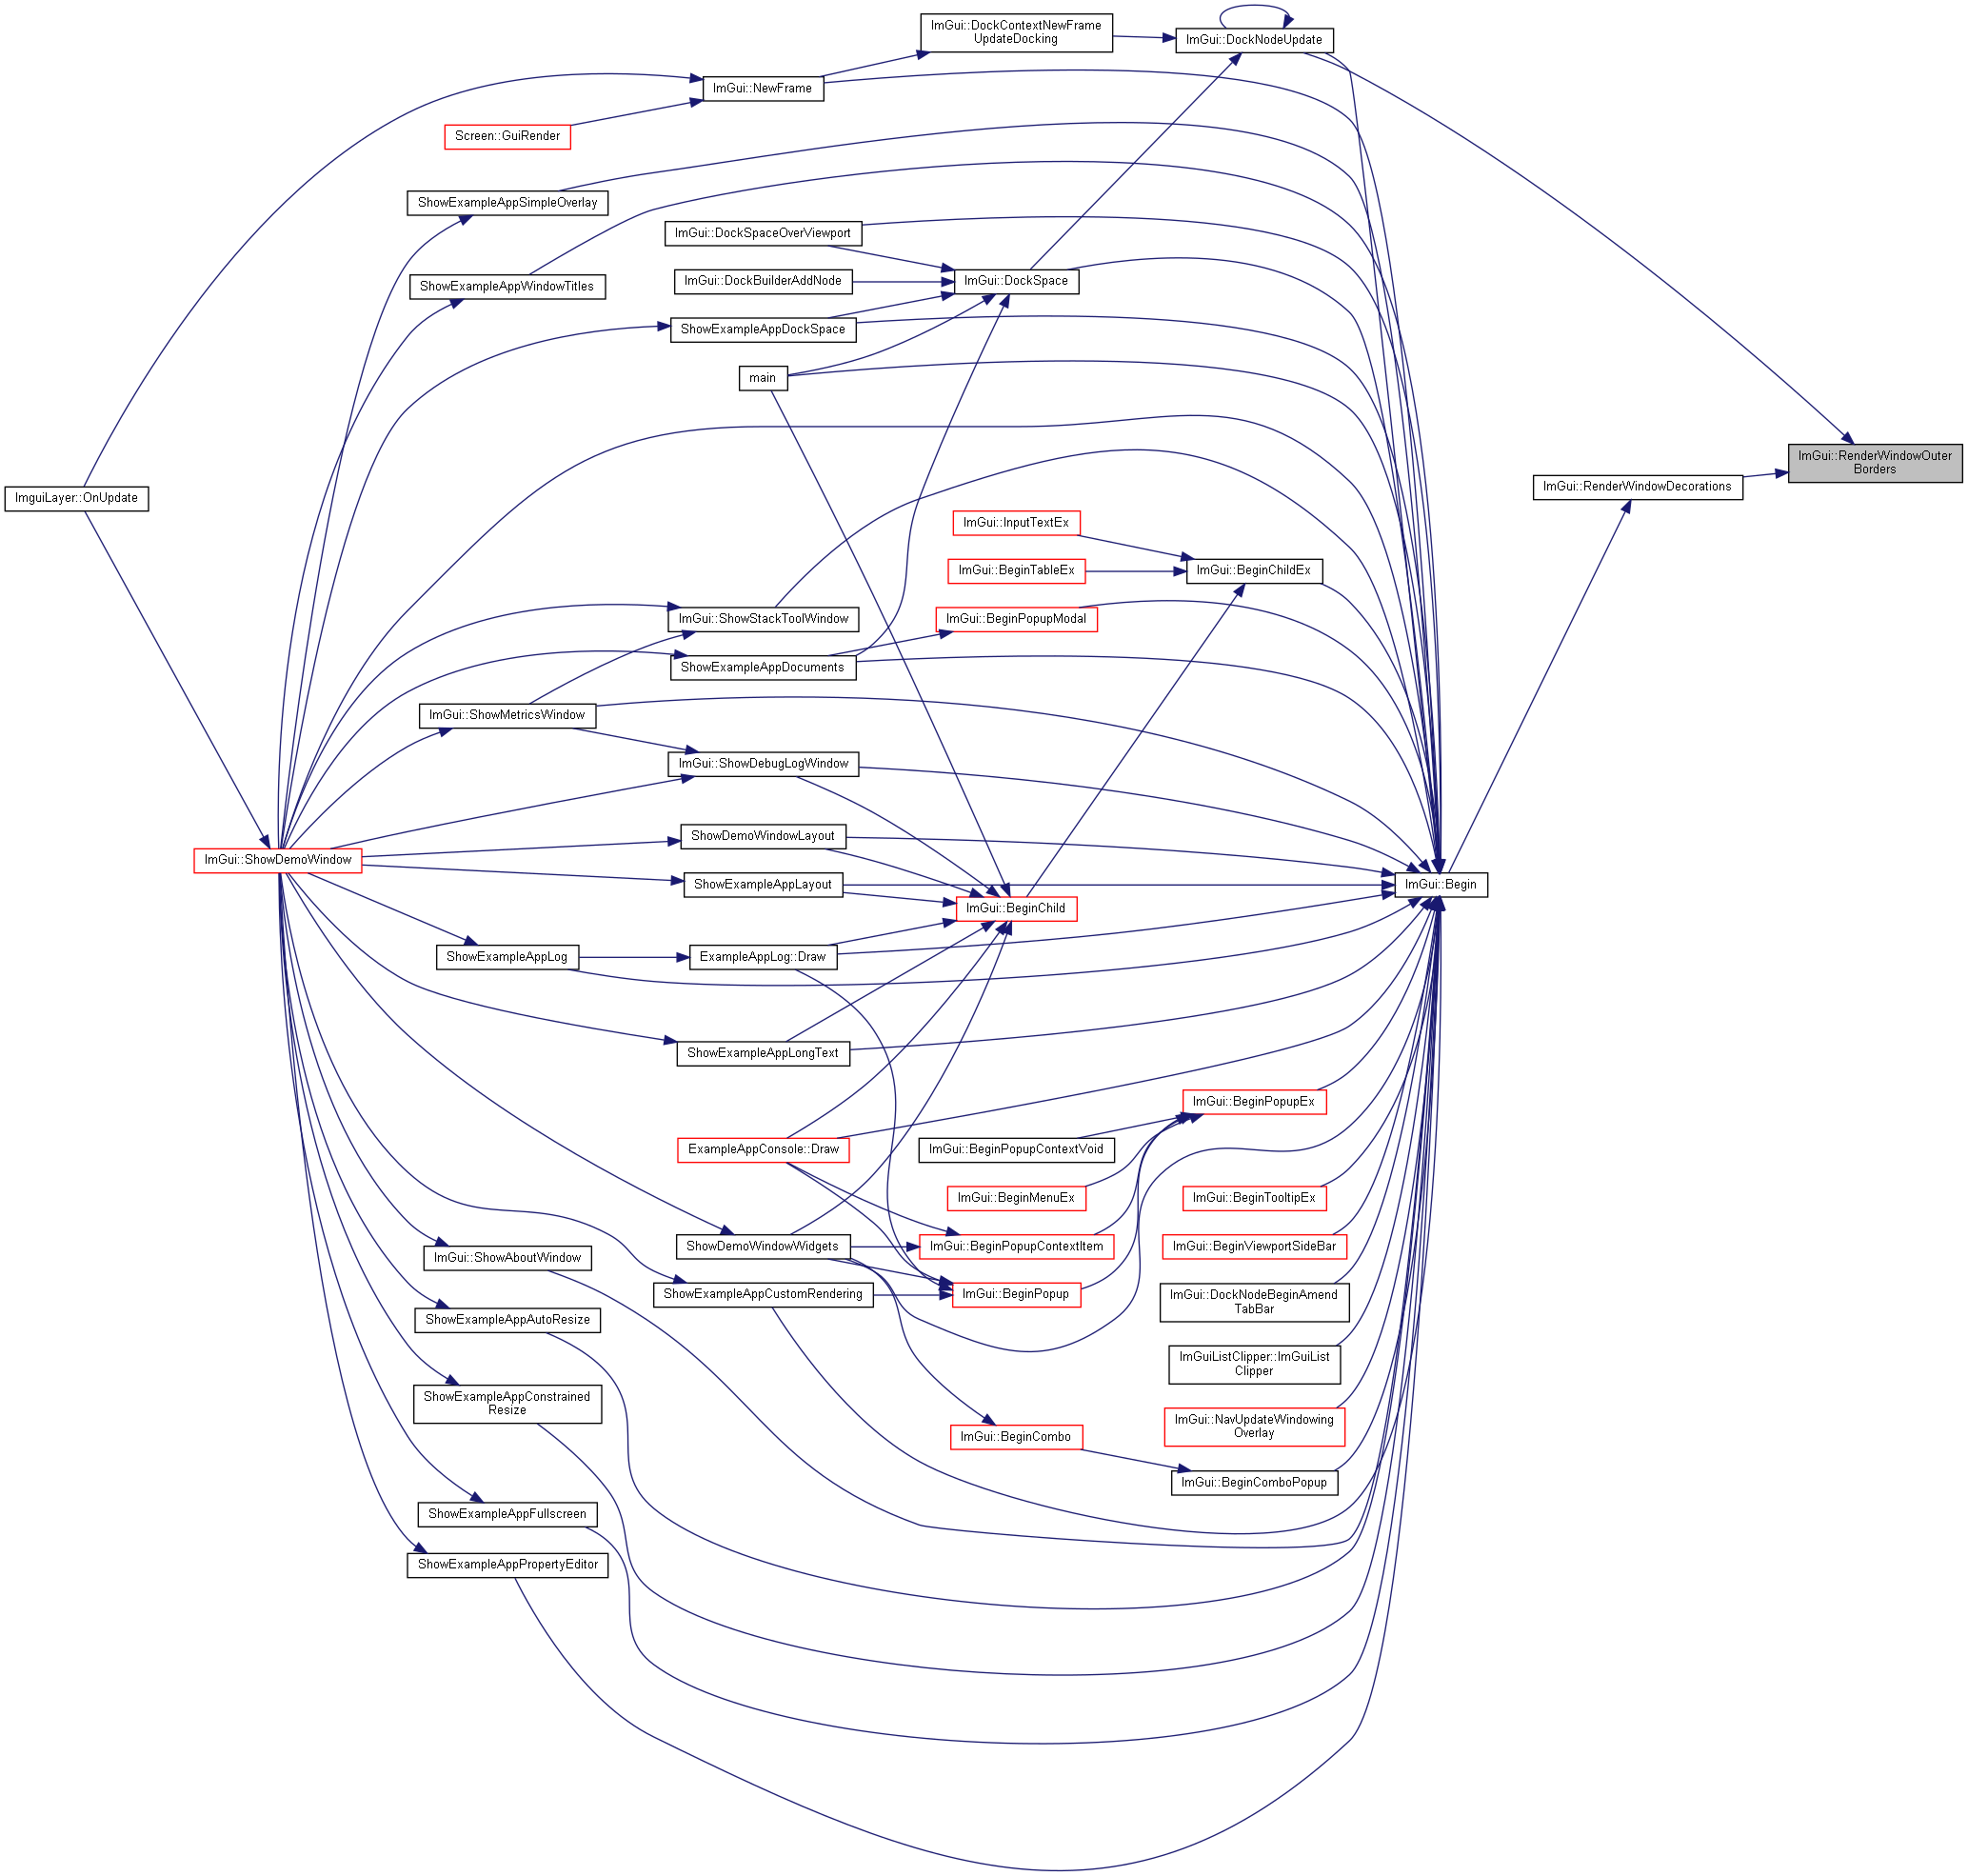 ImGui::DockContextNewFrame
UpdateDocking
ImGui::DockNodeUpdate
ImGui::NewFrame
Screen::GuiRender
ShowExampleAppSimpleOverlay
ImGui::DockSpaceOverViewport
ShowExampleAppWindowTitles
ImGui::DockBuilderAddNode
ImGui::DockSpace
ShowExampleAppDockSpace
main
ImGui::RenderWindowOuter
Borders
ImGui::RenderWindowDecorations
ImguiLayer::OnUpdate
ImGui::InputTextEx
ImGui::BeginTableEx
ImGui::BeginChildEx
ImGui::ShowStackToolWindow
ImGui::BeginPopupModal
ShowExampleAppDocuments
ImGui::ShowMetricsWindow
ImGui::ShowDebugLogWindow
ShowDemoWindowLayout
ImGui::ShowDemoWindow
ShowExampleAppLayout
ImGui::Begin
ImGui::BeginChild
ShowExampleAppLog
ExampleAppLog::Draw
ShowExampleAppLongText
ImGui::BeginPopupEx
ExampleAppConsole::Draw
ImGui::BeginPopupContextVoid
ImGui::BeginMenuEx
ImGui::BeginTooltipEx
ShowDemoWindowWidgets
ImGui::BeginPopupContextItem
ImGui::BeginViewportSideBar
ImGui::ShowAboutWindow
ShowExampleAppCustomRendering
ImGui::BeginPopup
ImGui::DockNodeBeginAmend
TabBar
ShowExampleAppAutoResize
ImGuiListClipper::ImGuiList
Clipper
ShowExampleAppConstrained
Resize
ImGui::NavUpdateWindowing
Overlay
ImGui::BeginCombo
ImGui::BeginComboPopup
ShowExampleAppFullscreen
ShowExampleAppPropertyEditor